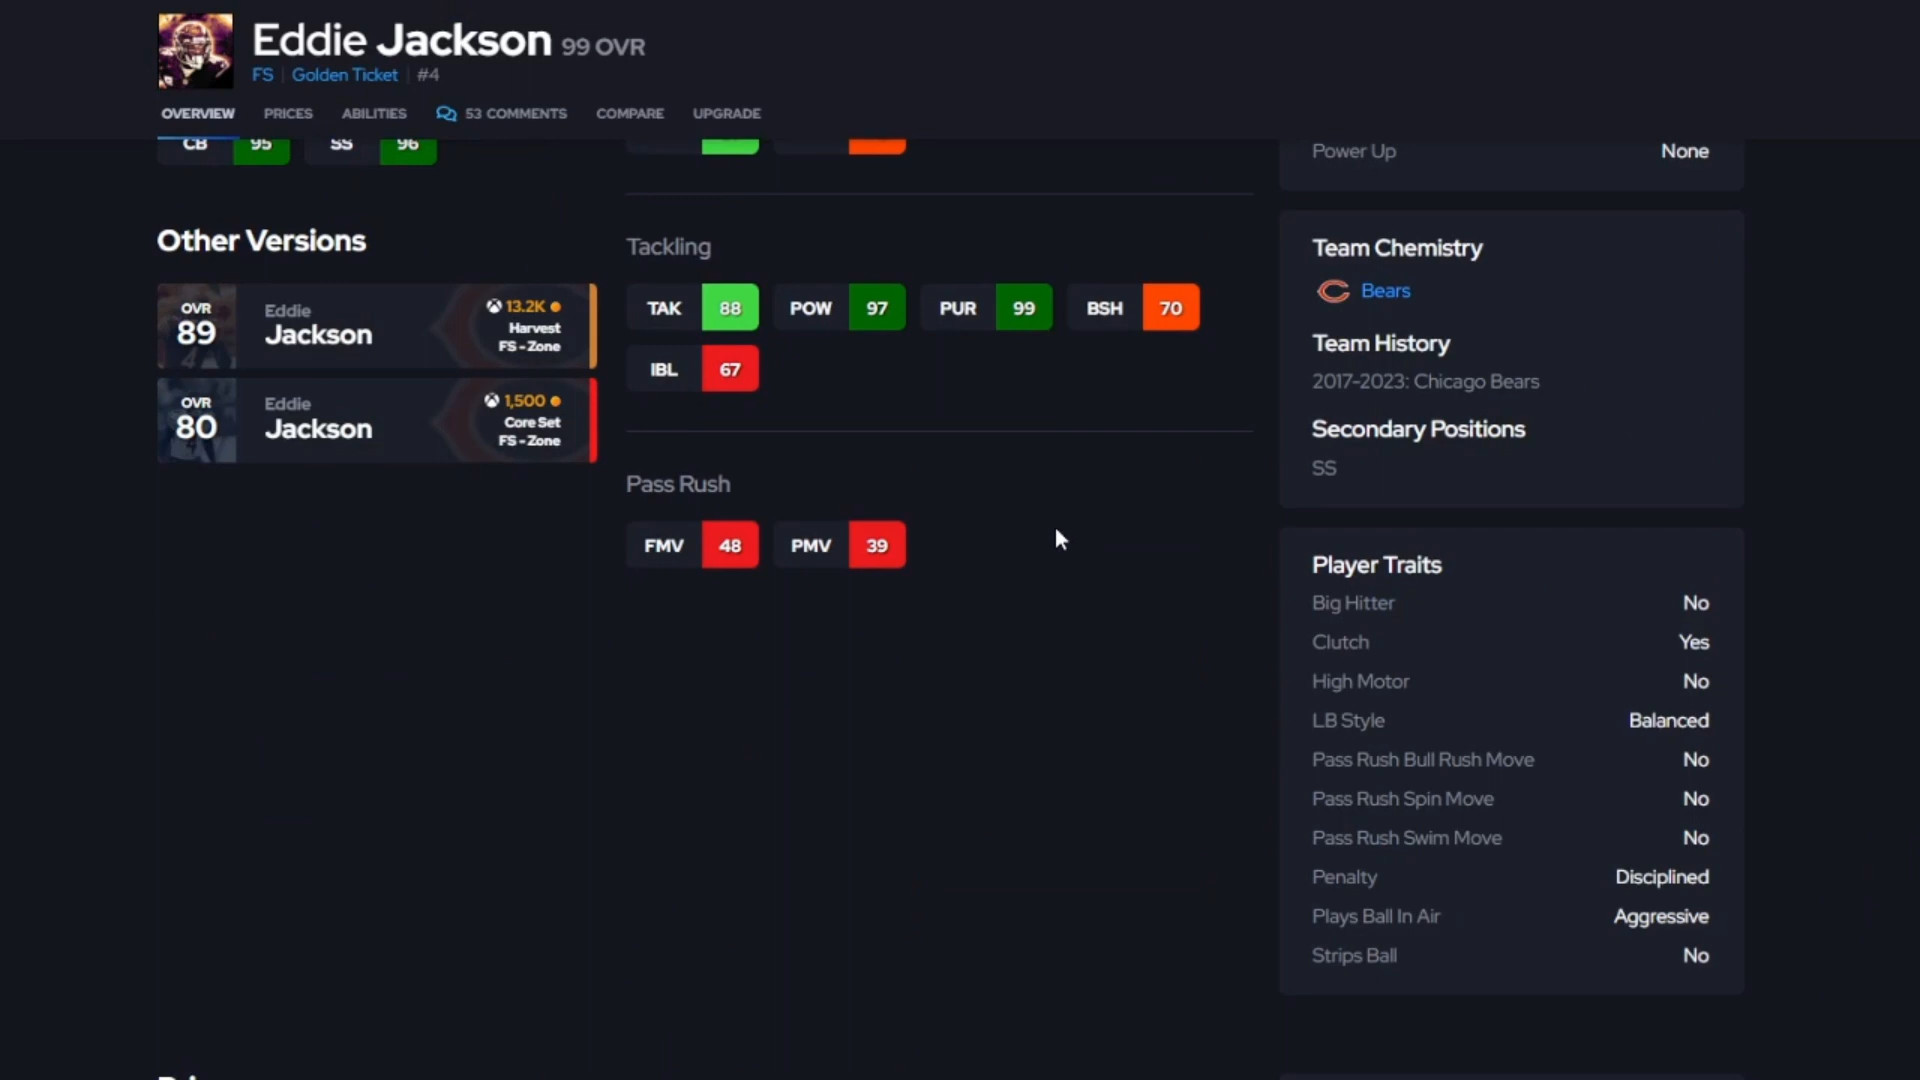 Eddie Jackson 99 OVR
FS | Golden Ticket | #4
OVERVIEW PRICES ABILITIES 53 COMMENTS COMPARE UPGRADE
CB 95 SS 96
Other Versions
OVR 89
Eddie Jackson
13.2K
Harvest
FS - Zone
OVR 80
Eddie Jackson
1,500
Core Set
FS - Zone
Tackling
TAK 88 POW 97 PUR 99 BSH 70
IBL 67
Pass Rush
FMV 48 PMV 39
Power Up None
Team Chemistry
Bears
Team History
2017-2023: Chicago Bears
Secondary Positions
SS
Player Traits
Big Hitter No
Clutch Yes
High Motor No
LB Style Balanced
Pass Rush Bull Rush Move No
Pass Rush Spin Move No
Pass Rush Swim Move No
Penalty Disciplined
Plays Ball In Air Aggressive
Strips Ball No